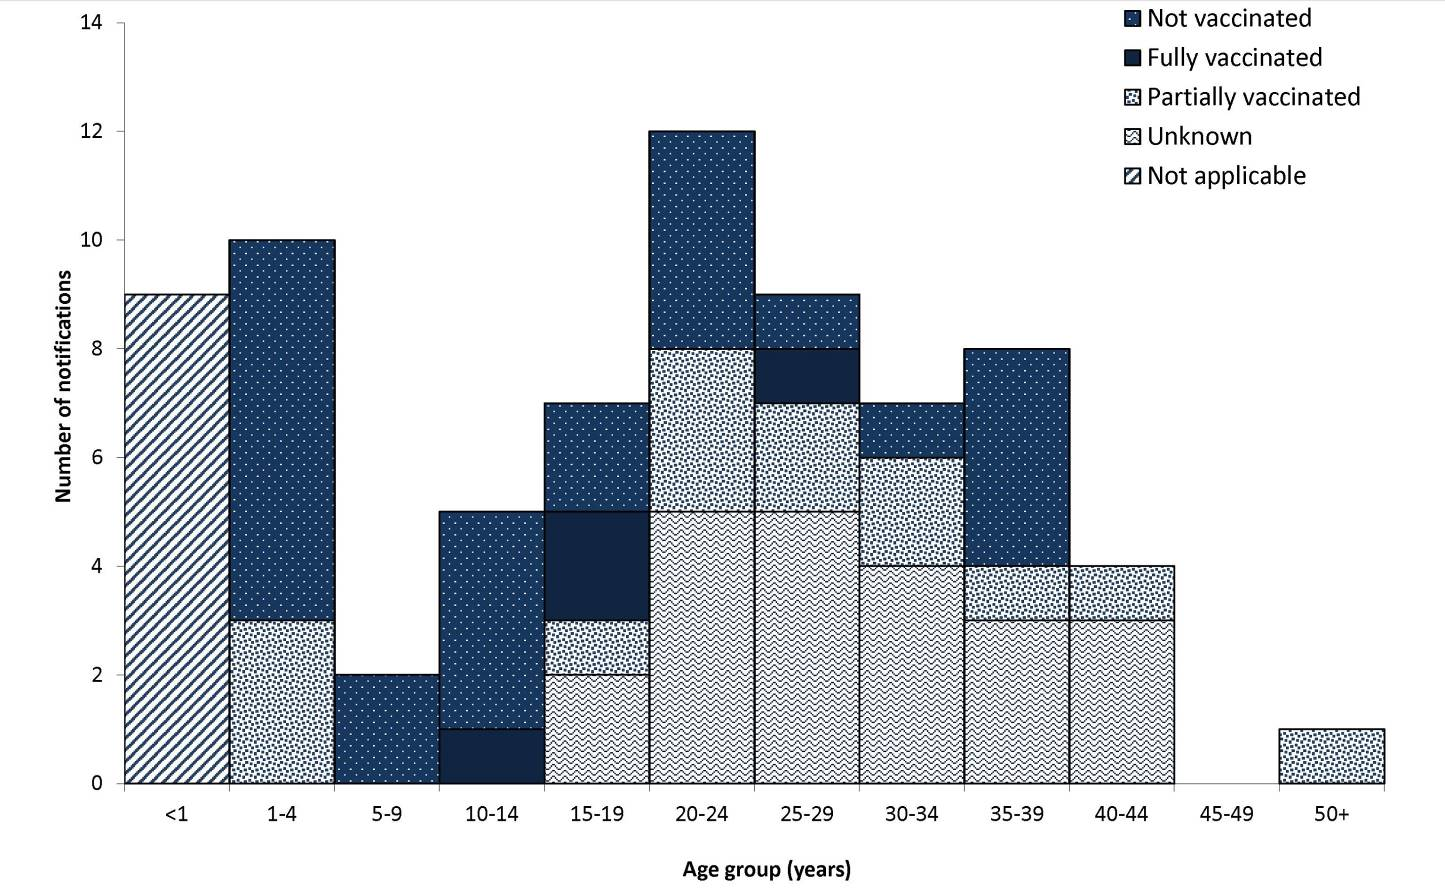 14
12
10
8
6
4
2
0
Number of notifications
Not vaccinated
Fully vaccinated
Partially vaccinated
Unknown
Not applicable
<1 1-4 5-9 10-14 15-19 20-24 25-29 30-34 35-39 40-44 45-49 50+
Age group (years)